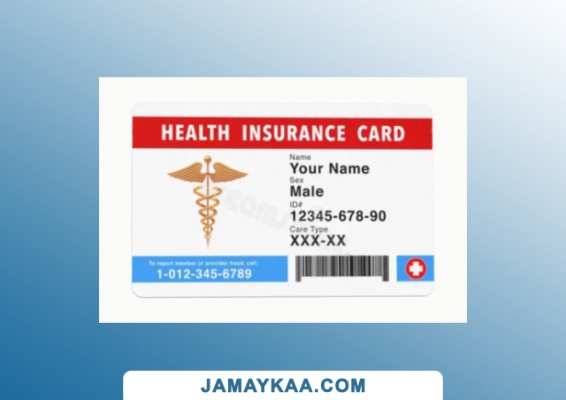 HEALTH INSURANCE CARD
Name
Your Name
Sex
Male
ID#
12345-678-90
Care Type
XXX-XX
To report member or provider fraud, call:
1-012-345-6789
JAMAYKAA.COM